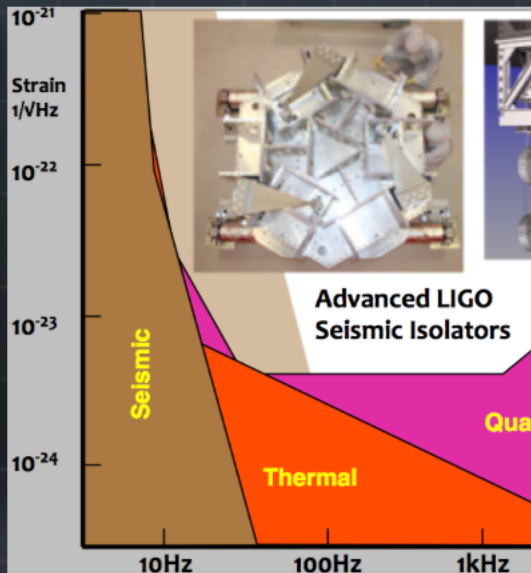 10⁻²¹
Strain
1/√Hz
10⁻²²
Advanced LIGO
Seismic Isolators
10⁻²³
Seismic
Qua
10⁻²⁴
Thermal
10Hz
100Hz
1kHz